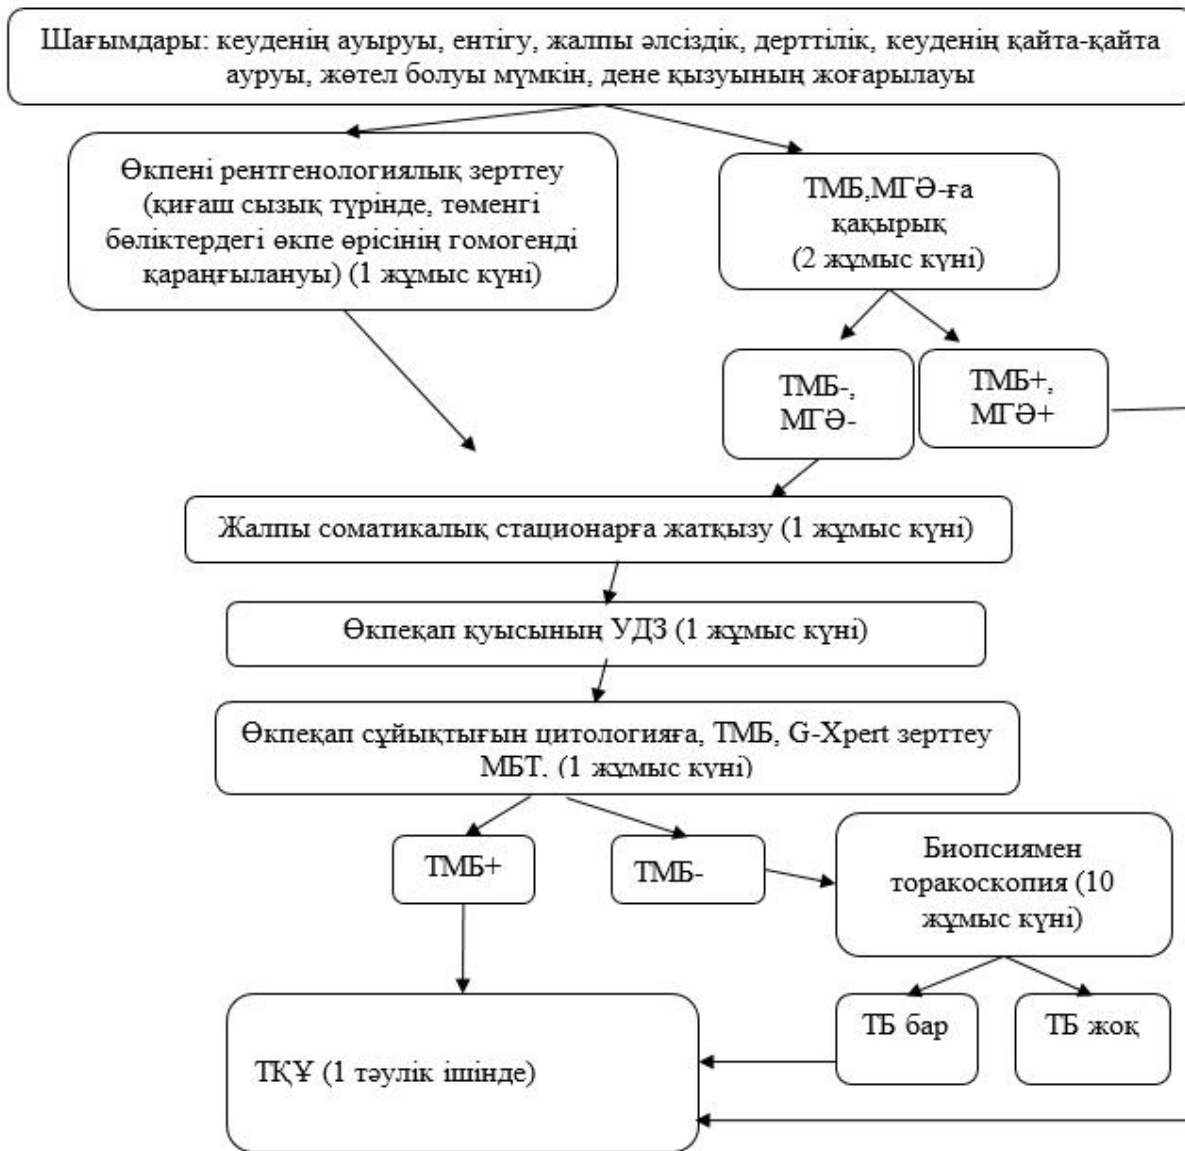 Шағымдары: кеуденің ауыруы, ентігу, жалпы әлсіздік, дерттілік, кеуденің қайта-қайта
ауруы, жөтел болуы мүмкін, дене қызуының жоғарылауы
Өкпені рентгенологиялық зерттеу
(қиғаш сызық түрінде, төменгі
бөліктердегі өкпе өрісінің гомогенді
қараңғылануы) (1 жұмыс күні)
ТМБ,МГӘ-ға
қақырық
(2 жұмыс күні)
ТМБ-,
МГӘ-
ТМБ+,
МГӘ+
Жалпы соматикалық стационарға жатқызу (1 жұмыс күні)
Өкпеқап қуысының УДЗ (1 жұмыс күні)
Өкпеқап сұйықтығын цитологияға, ТМБ, G-Xpert зерттеу
МБТ. (1 жұмыс күні)
ТМБ+
ТМБ-
Биопсиямен
торакоскопия (10
жұмыс күні)
ТБ бар
ТБ жоқ
ТҚҰ (1 тәулік ішінде)